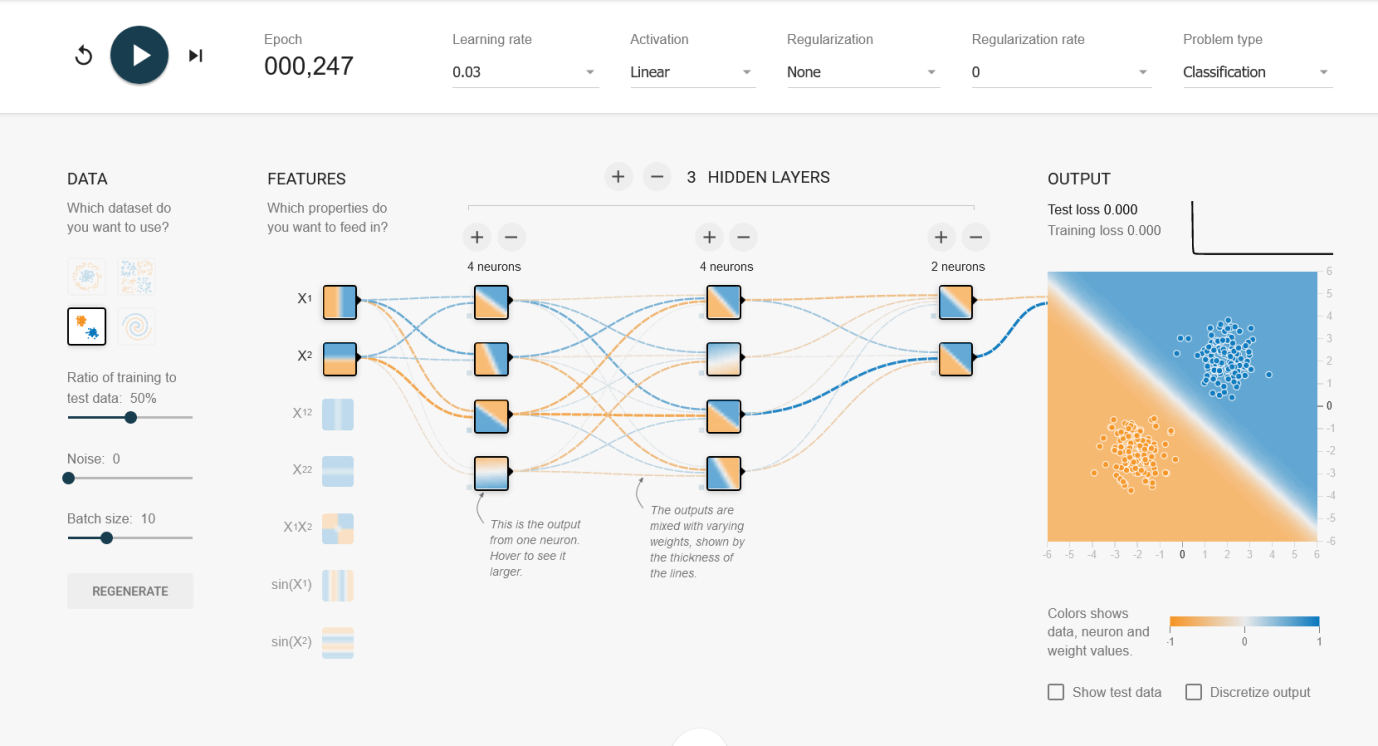 Epoch
000,247
Learning rate
0.03
Activation
Linear
Regularization
None
Regularization rate
0
Problem type
Classification
DATA
Which dataset do
you want to use?
Ratio of training to
test data: 50%
Noise: 0
Batch size: 10
REGENERATE
FEATURES
Which properties do
you want to feed in?
X1
X2
X12
X22
X1X2
sin(X1)
sin(X2)
+ − 3 HIDDEN LAYERS
+ −
4 neurons
+ −
4 neurons
+ −
2 neurons
This is the output
from one neuron.
Hover to see it
larger.
The outputs are
mixed with varying
weights, shown by
the thickness of
the lines.
OUTPUT
Test loss 0.000
Training loss 0.000
6
5
4
3
2
1
0
-1
-2
-3
-4
-5
-6
-6 -5 -4 -3 -2 -1 0 1 2 3 4 5 6
Colors shows
data, neuron and
weight values.
-1 0 1
Show test data
Discretize output